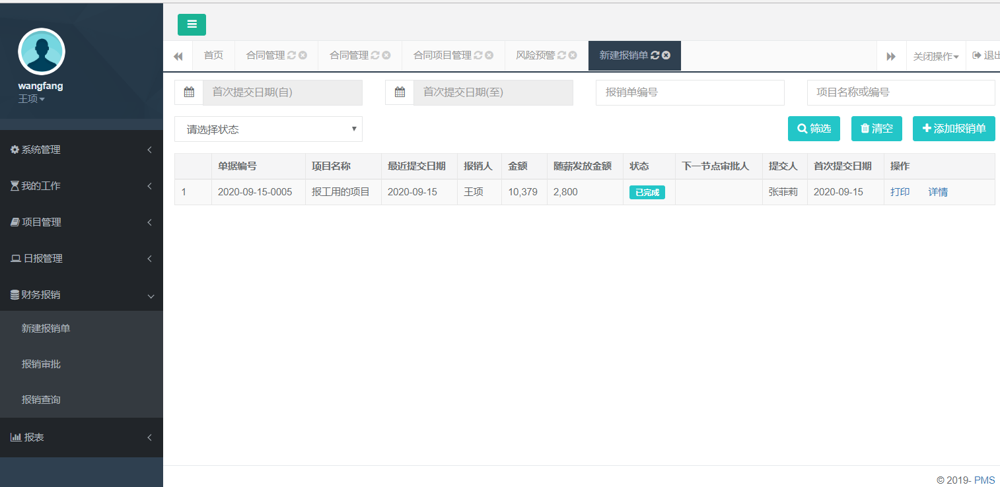 wangfang
王项
系统管理
我的工作
项目管理
日报管理
财务报销
新建报销单
报销审批
报销查询
报表
首页 合同管理 合同管理 合同项目管理 风险预警 新建报销单 关闭操作 退出
首次提交日期(自) 首次提交日期(至) 报销单编号 项目名称或编号
请选择状态 筛选 清空 添加报销单
单据编号 项目名称 最近提交日期 报销人 金额 随薪发放金额 状态 下一节点审批人 提交人 首次提交日期 操作
1 2020-09-15-0005 报工用的项目 2020-09-15 王项 10,379 2,800 已完成 张菲莉 2020-09-15 打印 详情
© 2019- PMS